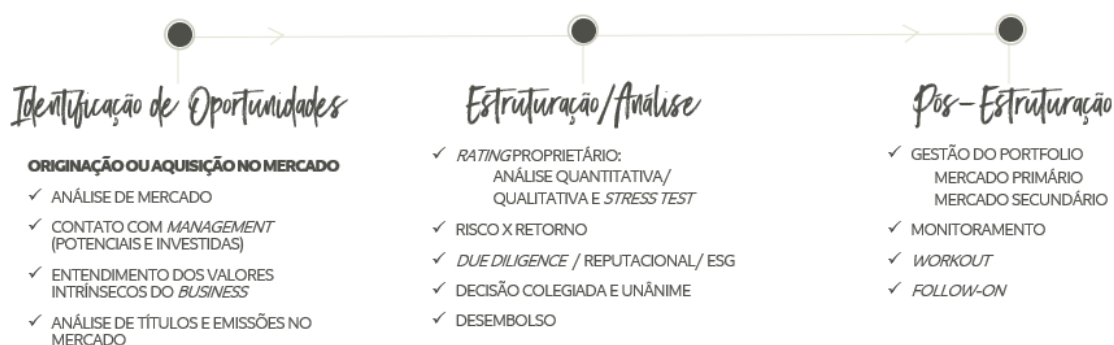 Identificação de Oportunidades
ORIGINAÇÃO OU AQUISIÇÃO NO MERCADO
✓ ANÁLISE DE MERCADO
✓ CONTATO COM MANAGEMENT
(POTENCIAIS E INVESTIDAS)
✓ ENTENDIMENTO DOS VALORES
INTRÍNSECOS DO BUSINESS
✓ ANÁLISE DE TÍTULOS E EMISSÕES NO
MERCADO
Estruturação/Análise
✓ RATING PROPRIETÁRIO:
ANÁLISE QUANTITATIVA/
QUALITATIVA E STRESS TEST
✓ RISCO X RETORNO
✓ DUE DILIGENCE / REPUTACIONAL/ ESG
✓ DECISÃO COLEGIADA E UNÂNIME
✓ DESEMBOLSO
Pós-Estruturação
✓ GESTÃO DO PORTFOLIO
MERCADO PRIMÁRIO
MERCADO SECUNDÁRIO
✓ MONITORAMENTO
✓ WORKOUT
✓ FOLLOW-ON